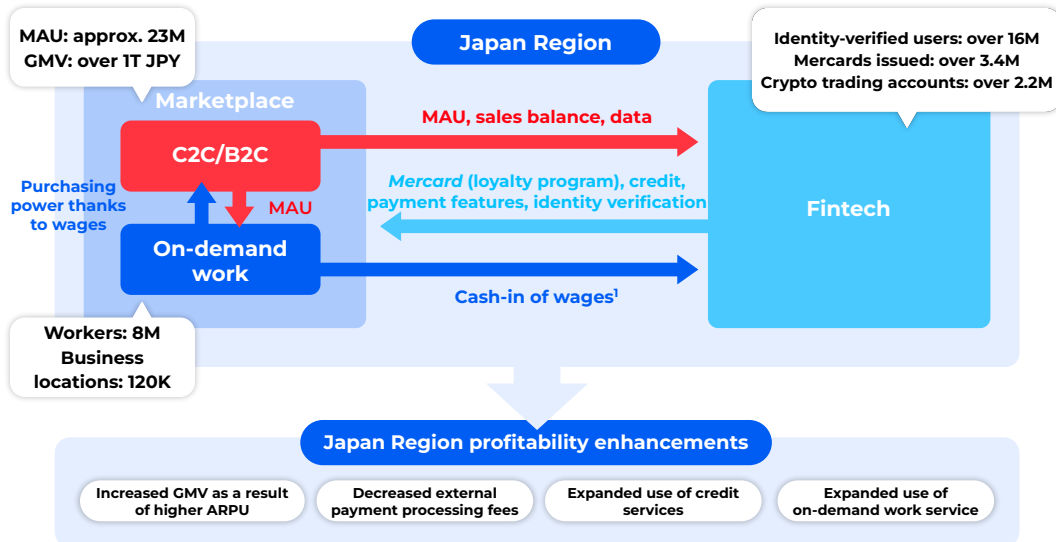 MAU: approx. 23M
GMV: over 1T JPY
Japan Region
Identity-verified users: over 16M
Mercards issued: over 3.4M
Crypto trading accounts: over 2.2M
Marketplace
C2C/B2C
MAU, sales balance, data
Purchasing
power thanks
to wages
MAU
Mercard (loyalty program), credit,
payment features, identity verification
Fintech
On-demand
work
Cash-in of wages¹
Workers: 8M
Business
locations: 120K
Japan Region profitability enhancements
Increased GMV as a result
of higher ARPU
Decreased external
payment processing fees
Expanded use of credit
services
Expanded use of
on-demand work service